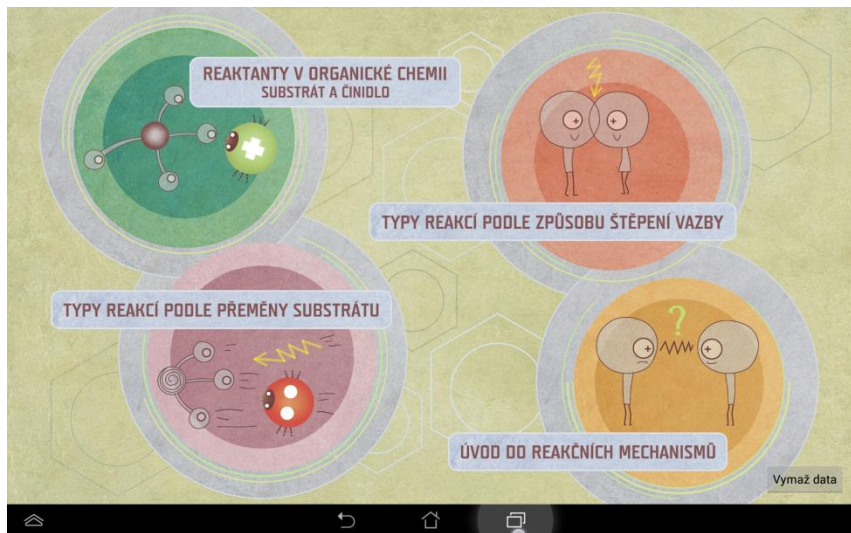 REAKTANTY V ORGANICKÉ CHEMII
SUBSTRÁT A ČINIDLO
TYPY REAKCÍ PODLE ZPŮSOBU ŠTĚPENÍ VAZBY
TYPY REAKCÍ PODLE PŘEMĚNY SUBSTRÁTU
?
ÚVOD DO REAKČNÍCH MECHANISMŮ
Vymaž data